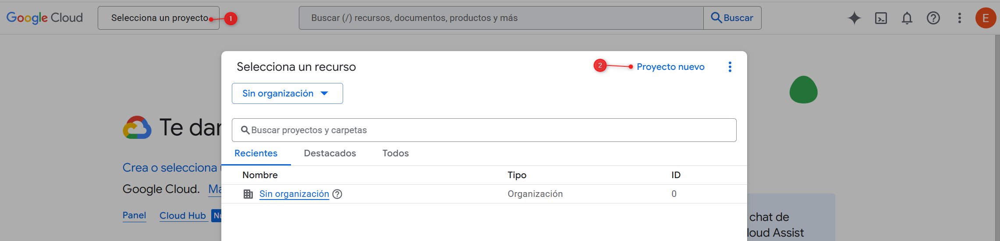 Google Cloud
Selecciona un proyecto
1
Buscar (/) recursos, documentos, productos y más
Buscar
E
Selecciona un recurso
2
Proyecto nuevo
Sin organización
Te dar
Buscar proyectos y carpetas
Recientes
Destacados
Todos
Crea o selecciona
Nombre
Tipo
ID
Google Cloud. Ma
Sin organización
Organización
0
Panel
Cloud Hub
Nu
chat de
loud Assist